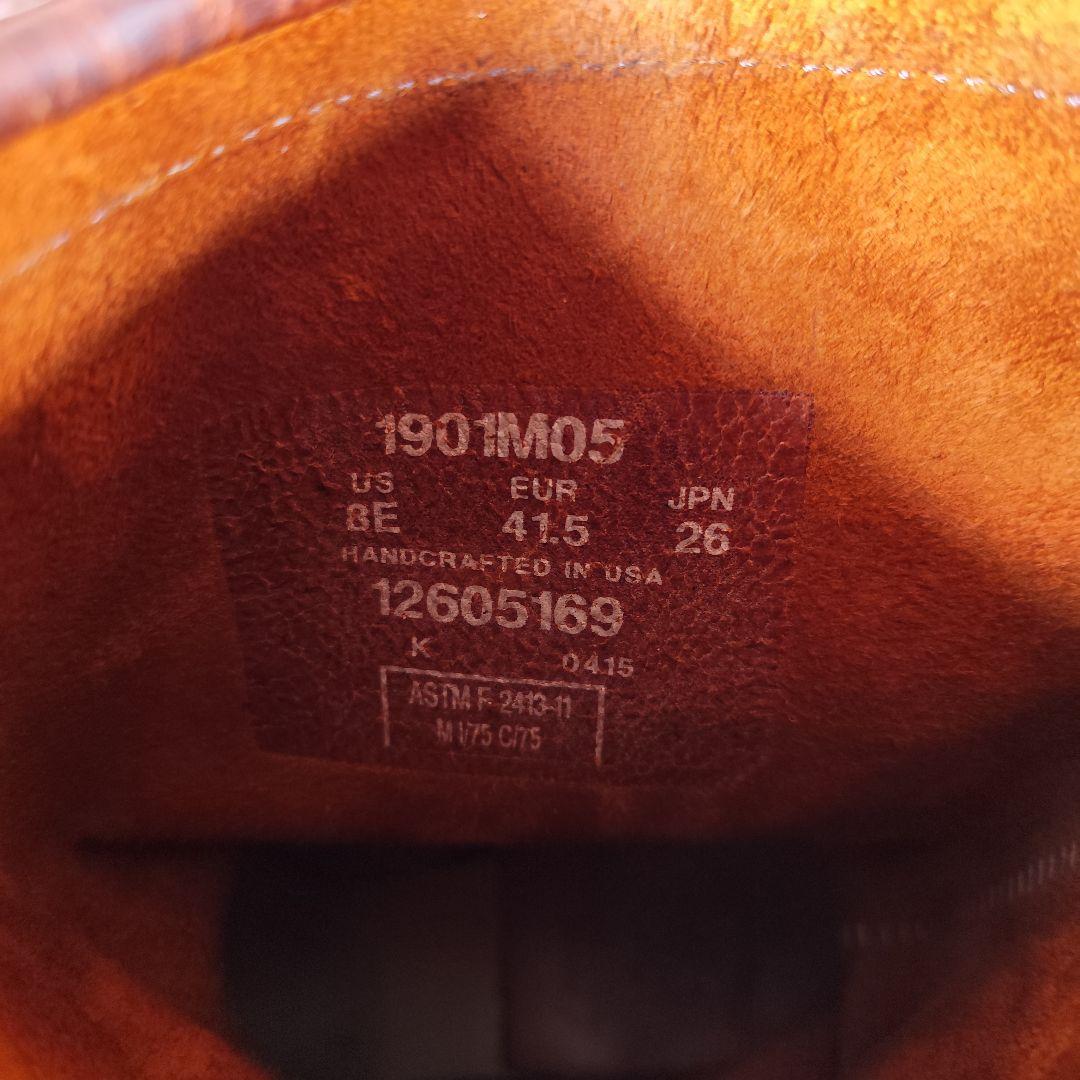 1901M05
US EUR JPN
8E 41.5 26
HANDCRAFTED IN USA
12605169
K 0415
ASTM F 2413-11
M I/75 C/75